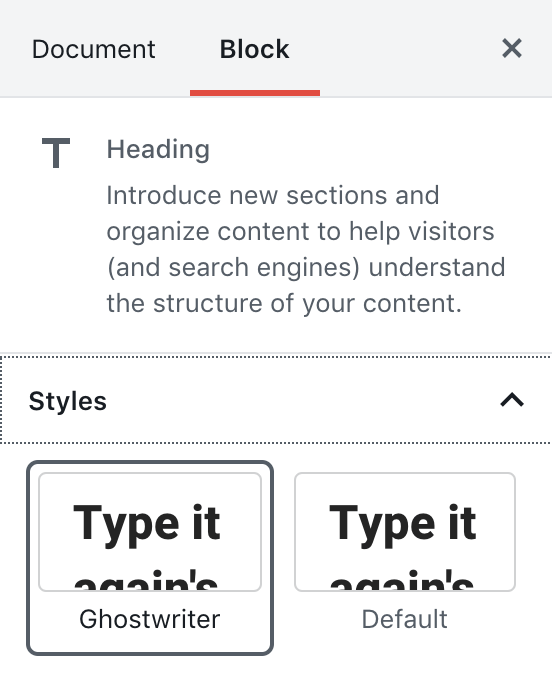 Document Block
Heading
Introduce new sections and
organize content to help visitors
(and search engines) understand
the structure of your content.
Styles
Type it Type it
again's again's
Ghostwriter Default